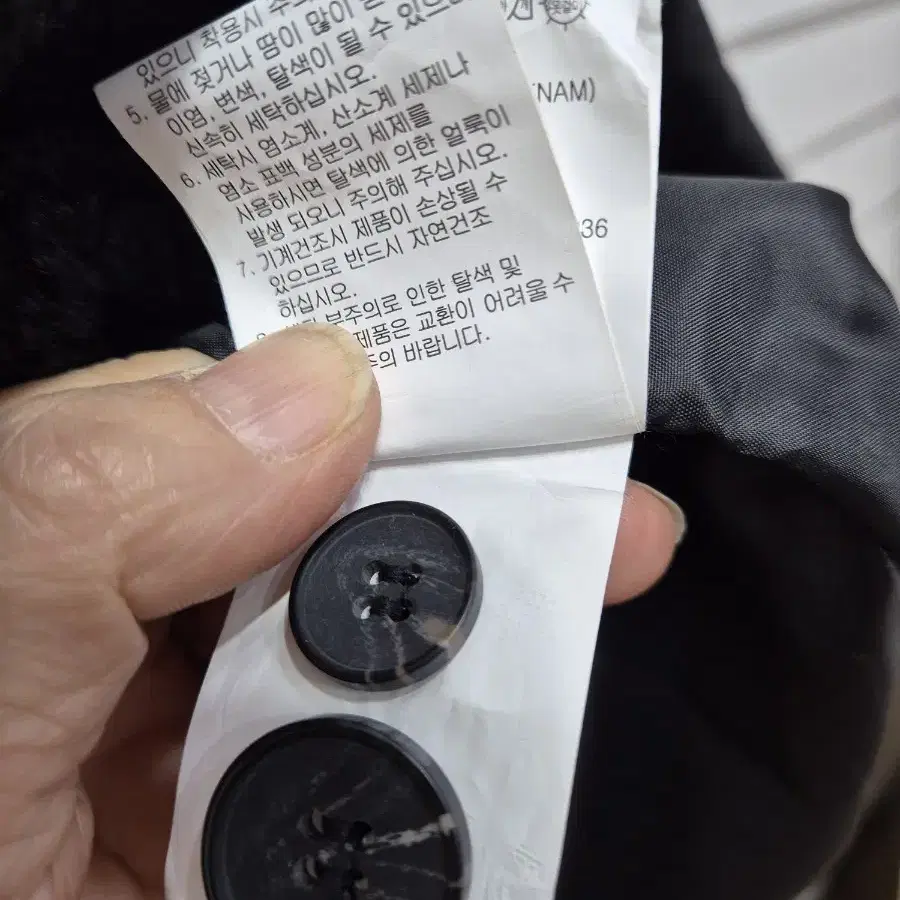 있으니 착용시 주의
5. 물에 젖거나 땀이 많이
이염, 변색, 탈색이 될 수 있으
신속히 세탁하십시오.
6. 세탁시 염소계, 산소계 세제나
염소 표백 성분의 세제를
사용하시면 탈색에 의한 얼룩이
발생 되오니 주의해 주십시오.
7. 기계건조시 제품이 손상될 수
있으므로 반드시 자연건조
하십시오.
부주의로 인한 탈색 및
제품은 교환이 어려울 수
주의 바랍니다.
NAM)
36